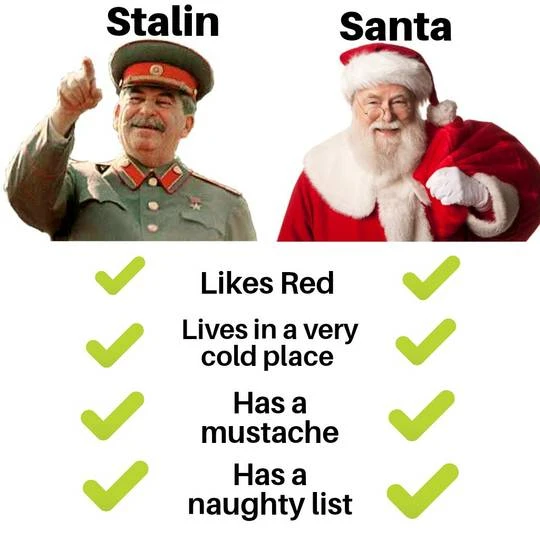 Stalin
Santa
Likes Red
Lives in a very
cold place
Has a
mustache
Has a
naughty list